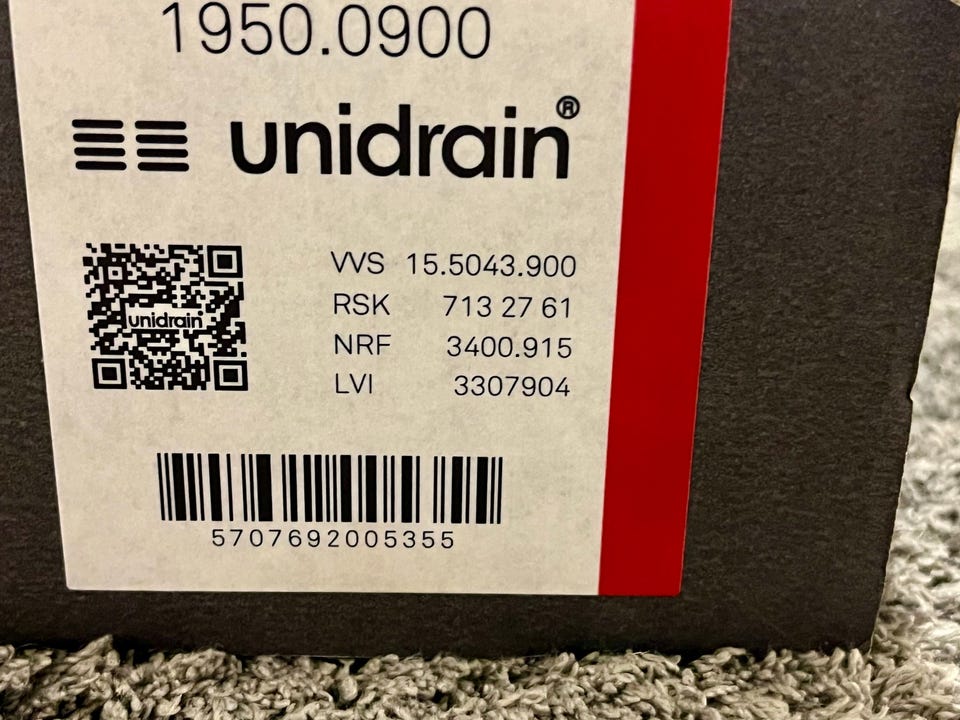 1950.0900
unidrain®
unidrain
VVS 15.5043.900
RSK 713 27 61
NRF 3400.915
LVI 3307904
5707692005355